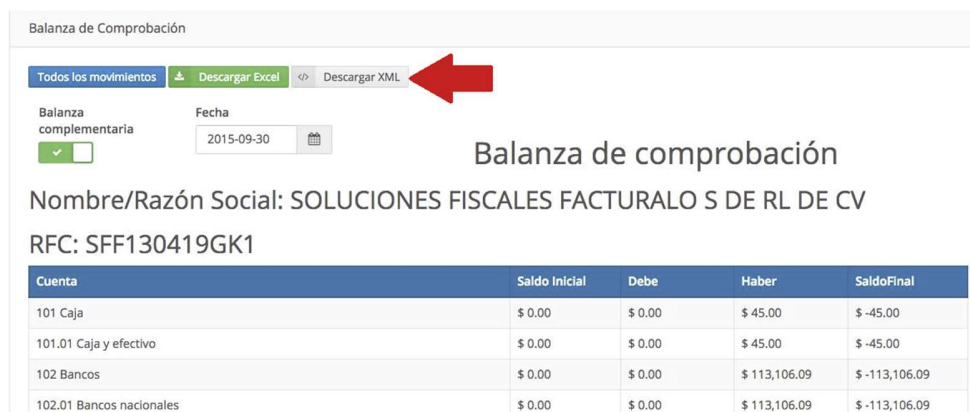 Balanza de Comprobación
Todos los movimientos Descargar Excel </> Descargar XML
Balanza complementaria
Fecha
2015-09-30
Balanza de comprobación
Nombre/Razón Social: SOLUCIONES FISCALES FACTURALO S DE RL DE CV
RFC: SFF130419GK1
Cuenta Saldo Inicial Debe Haber SaldoFinal
101 Caja $ 0.00 $ 0.00 $ 45.00 $ -45.00
101.01 Caja y efectivo $ 0.00 $ 0.00 $ 45.00 $ -45.00
102 Bancos $ 0.00 $ 0.00 $ 113,106.09 $ -113,106.09
102.01 Bancos nacionales $ 0.00 $ 0.00 $ 113,106.09 $ -113,106.09